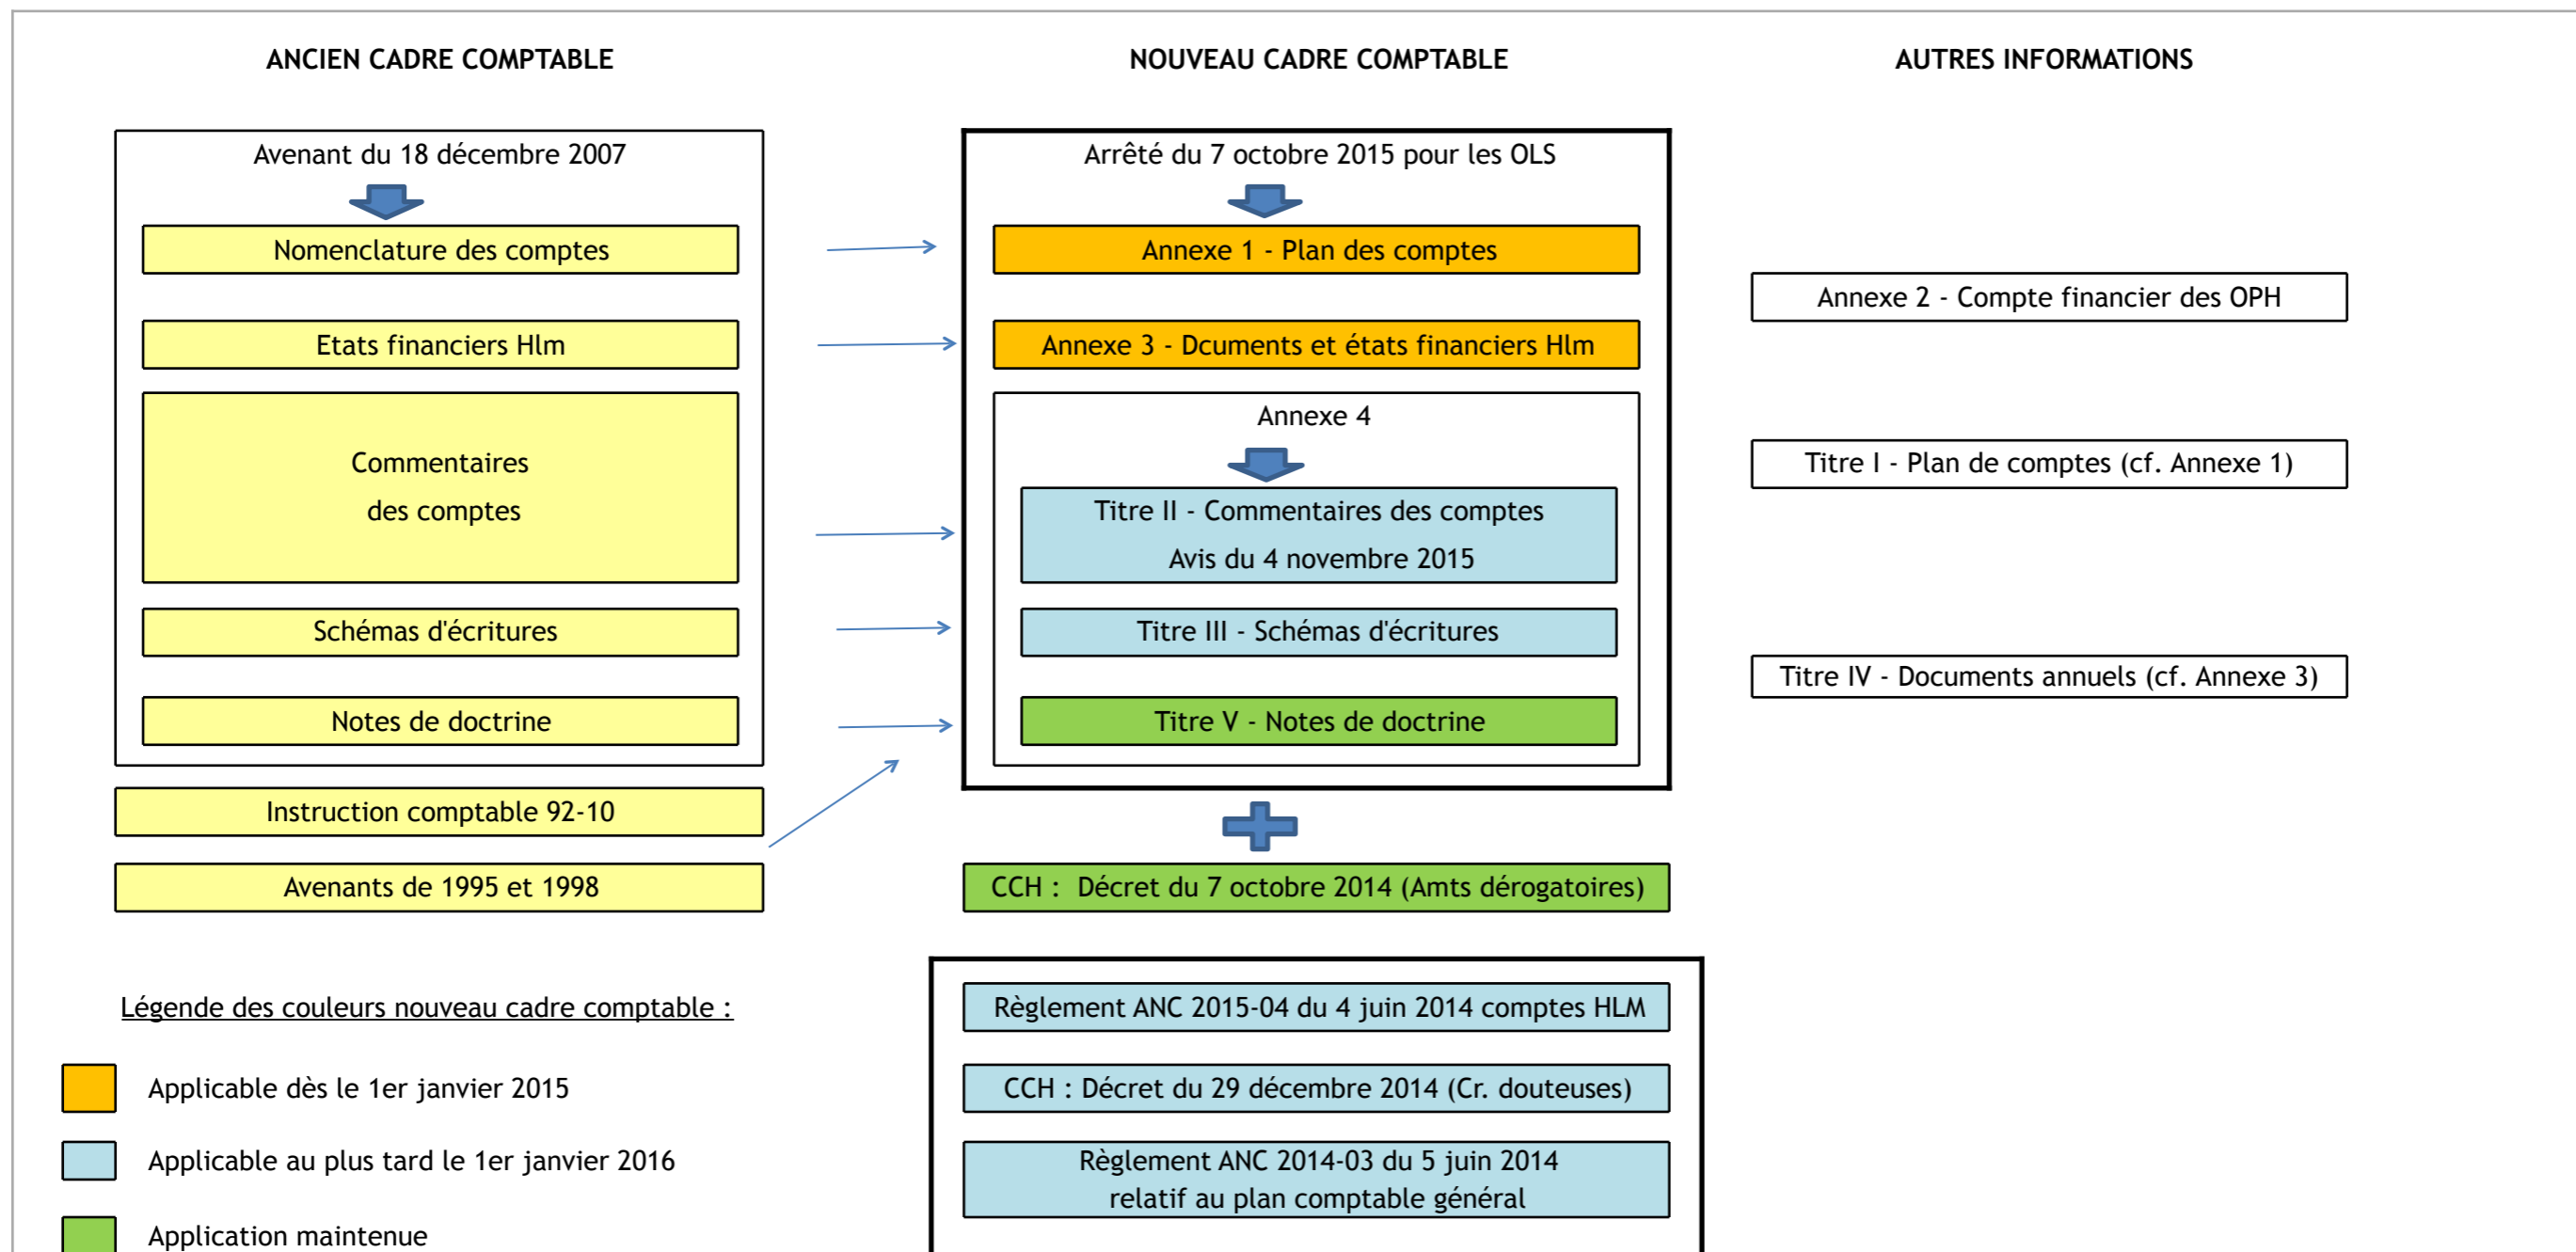 ANCIEN CADRE COMPTABLE
NOUVEAU CADRE COMPTABLE
AUTRES INFORMATIONS
Avenant du 18 décembre 2007
Nomenclature des comptes
Etats financiers Hlm
Commentaires
des comptes
Schémas d'écritures
Notes de doctrine
Instruction comptable 92-10
Avenants de 1995 et 1998
Arrêté du 7 octobre 2015 pour les OLS
Annexe 1 - Plan des comptes
Annexe 3 - Dcuments et états financiers Hlm
Annexe 4
Titre II - Commentaires des comptes
Avis du 4 novembre 2015
Titre III - Schémas d'écritures
Titre V - Notes de doctrine
CCH : Décret du 7 octobre 2014 (Amts dérogatoires)
Règlement ANC 2015-04 du 4 juin 2014 comptes HLM
CCH : Décret du 29 décembre 2014 (Cr. douteuses)
Règlement ANC 2014-03 du 5 juin 2014
relatif au plan comptable général
Annexe 2 - Compte financier des OPH
Titre I - Plan de comptes (cf. Annexe 1)
Titre IV - Documents annuels (cf. Annexe 3)
Légende des couleurs nouveau cadre comptable :
Applicable dès le 1er janvier 2015
Applicable au plus tard le 1er janvier 2016
Application maintenue